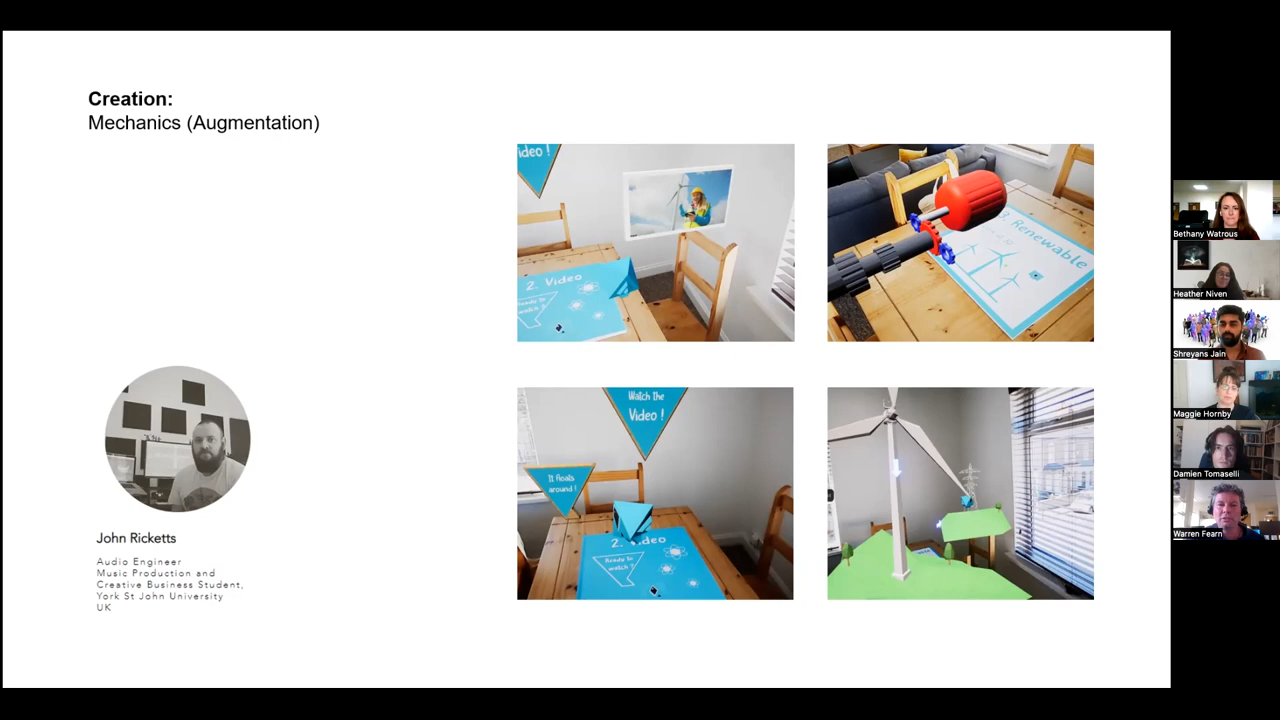 Creation:
Mechanics (Augmentation)
ideo !
2. Video
Ready to
watch ?
Renewable
Watch the
Video !
It floats
around !
2. Video
Ready to
watch ?
John Ricketts
Audio Engineer
Music Production and
Creative Business Student,
York St John University
UK
Bethany Watrous
Heather Niven
Shreyans Jain
Maggie Hornby
Damien Tomaselli
Warren Fearn